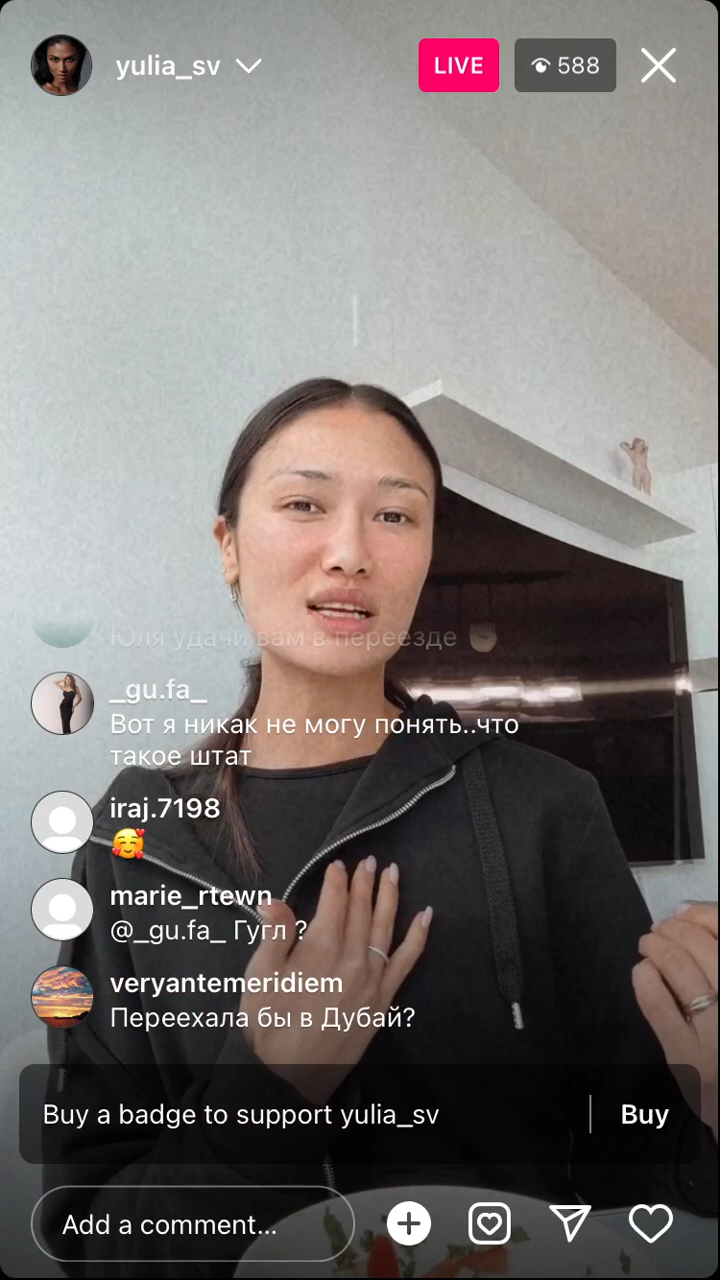 yulia_sv
LIVE
588
Юля удачи вам в переезде
_gu.fa_
Вот я никак не могу понять..что
такое штат
iraj.7198
🥰
marie_rtewn
@_gu.fa_ Гугл ?
veryantemeridiem
Переехала бы в Дубай?
Buy a badge to support yulia_sv
Buy
Add a comment...